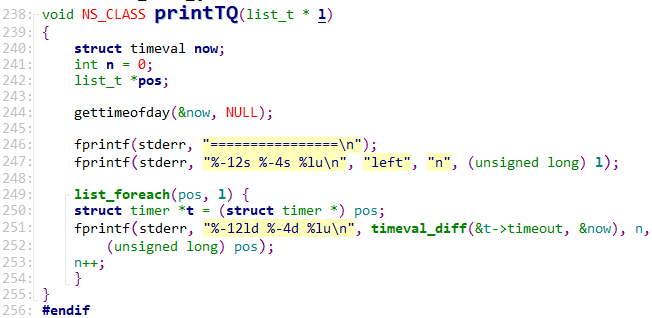 238: void NS_CLASS printTQ(list_t * l)
239: {
240:     struct timeval now;
241:     int n = 0;
242:     list_t *pos;
243:
244:     gettimeofday(&now, NULL);
245:
246:     fprintf(stderr, "================\n");
247:     fprintf(stderr, "%-12s %-4s %lu\n", "left", "n", (unsigned long) l);
248:
249:     list_foreach(pos, l) {
250:     struct timer *t = (struct timer *) pos;
251:     fprintf(stderr, "%-12ld %-4d %lu\n", timeval_diff(&t->timeout, &now), n,
252:         (unsigned long) pos);
253:     n++;
254:     }
255: }
256: #endif